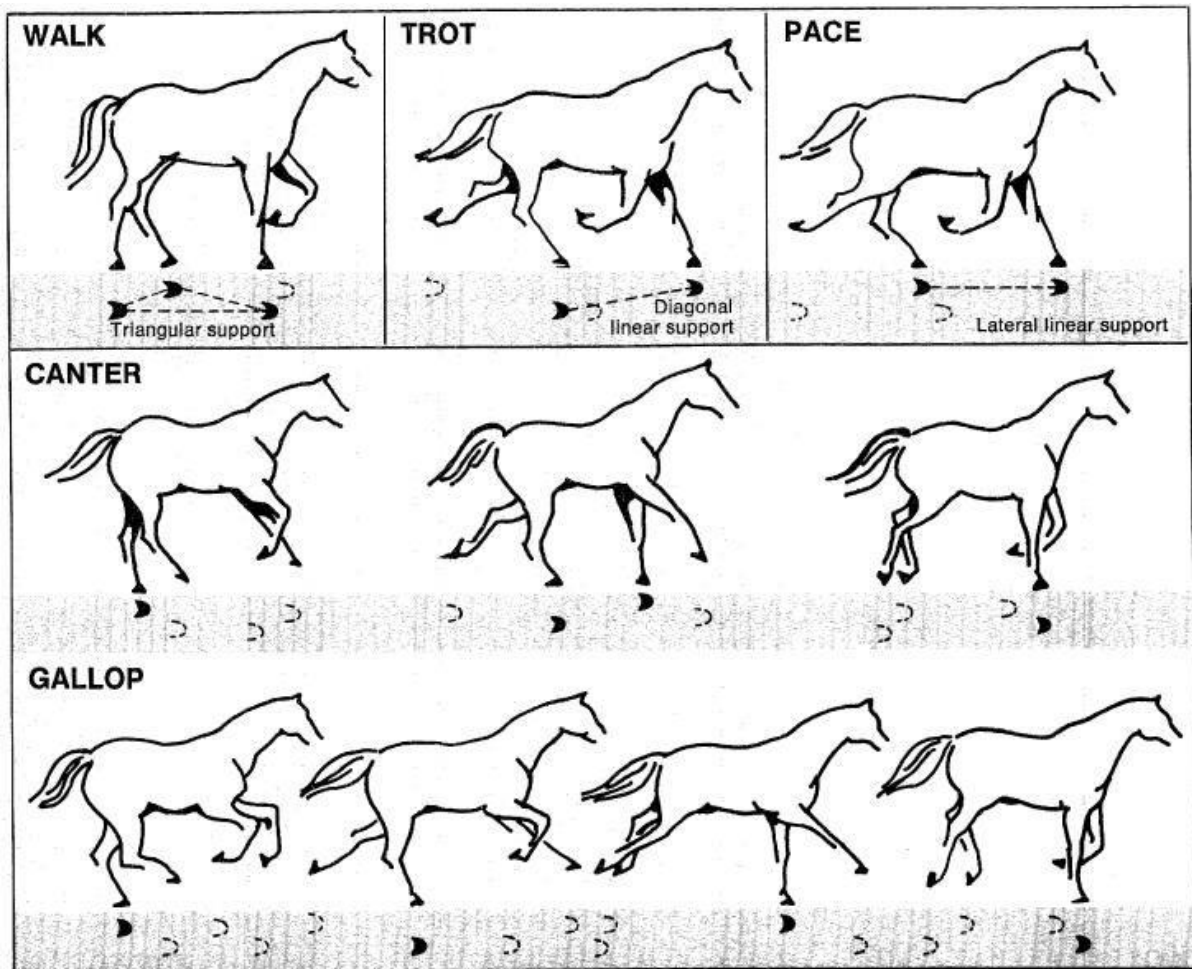 WALK
TROT
PACE
Triangular support
Diagonal
linear support
Lateral linear support
CANTER
GALLOP